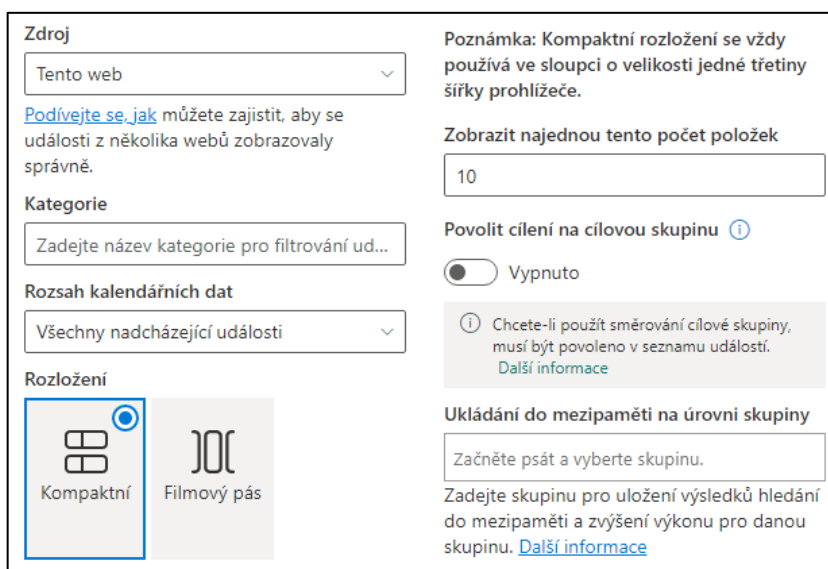 Zdroj
Tento web
Podívejte se, jak můžete zajistit, aby se
události z několika webů zobrazovaly
správně.
Kategorie
Zadejte název kategorie pro filtrování ud...
Rozsah kalendářních dat
Všechny nadcházející události
Rozložení
Kompaktní
Filmový pás
Poznámka: Kompaktní rozložení se vždy
používá ve sloupci o velikosti jedné třetiny
šířky prohlížeče.
Zobrazit najednou tento počet položek
10
Povolit cílení na cílovou skupinu
Vypnuto
Chcete-li použít směrování cílové skupiny,
musí být povoleno v seznamu událostí.
Další informace
Ukládání do mezipaměti na úrovni skupiny
Začněte psát a vyberte skupinu.
Zadejte skupinu pro uložení výsledků hledání
do mezipaměti a zvýšení výkonu pro danou
skupinu. Další informace